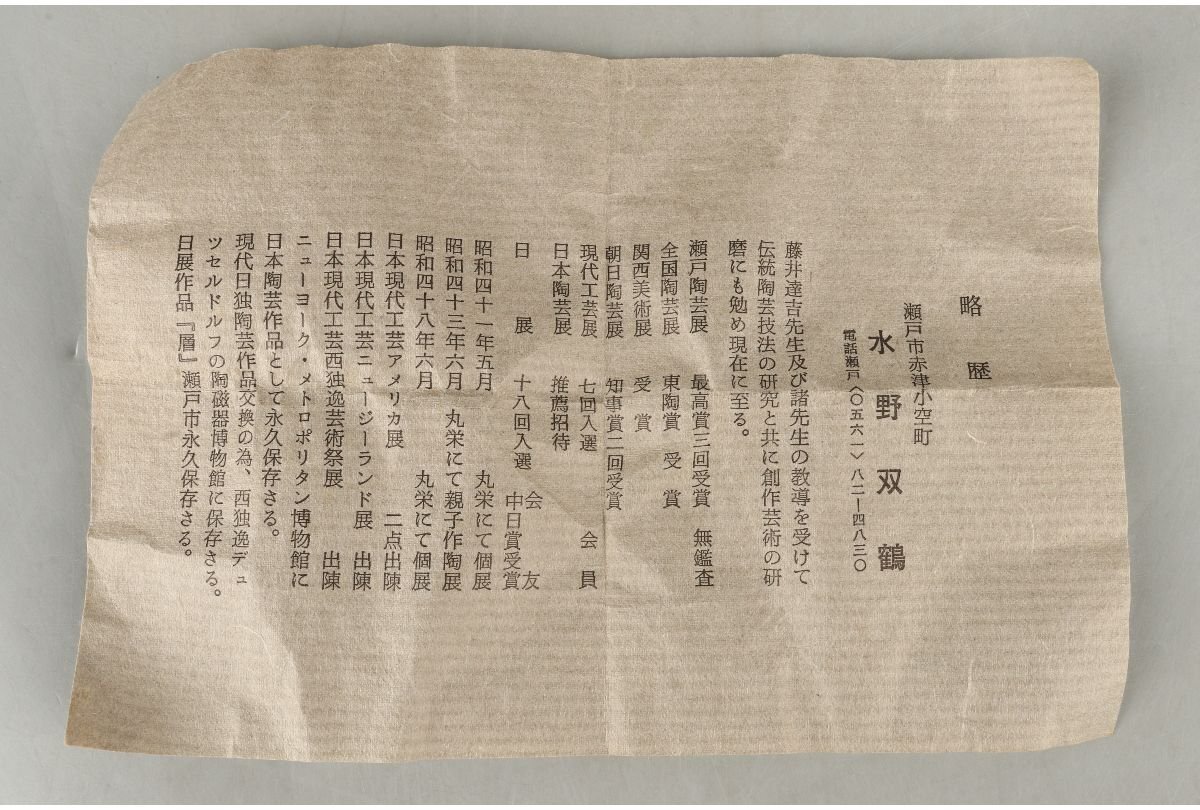 略　歴
瀬戸市赤津小空町
水野双鶴
電話瀬戸〈〇五六一〉八二ー四八三〇
藤井達吉先生及び諸先生の教導を受けて
伝統陶芸技法の研究と共に創作芸術の研
磨にも勉め現在に至る。
瀬戸陶芸展　最高賞三回受賞　無鑑査
全国陶芸展　東陶賞　受　賞
関西美術展　受　賞
朝日陶芸展　知事賞二回受賞
現代工芸展　七回入選　会　員
日本陶芸展　推薦招待
日　展　十八回入選　会　友
中日賞受賞
昭和四十一年五月　丸栄にて個展
昭和四十三年六月　丸栄にて親子作陶展
昭和四十八年六月　丸栄にて個展
日本現代工芸アメリカ展　二点出陳
日本現代工芸ニュージーランド展　出陳
日本現代工芸西独逸芸術祭展　出陳
ニューヨーク・メトロポリタン博物館に
日本陶芸作品として永久保存さる。
現代日独陶芸作品交換の為、西独逸デュ
ツセルドルフの陶磁器博物館に保存さる。
日展作品『層』瀬戸市永久保存さる。